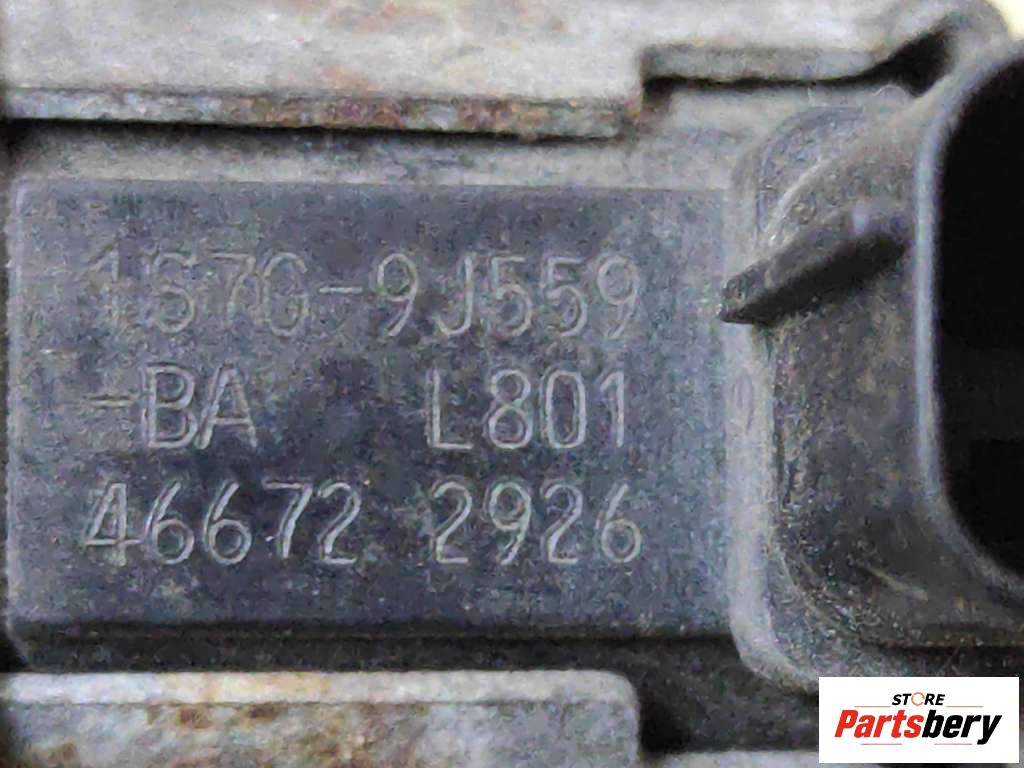 1S7G-9J559
-BA L801
46672 2926
STORE
Partsbery